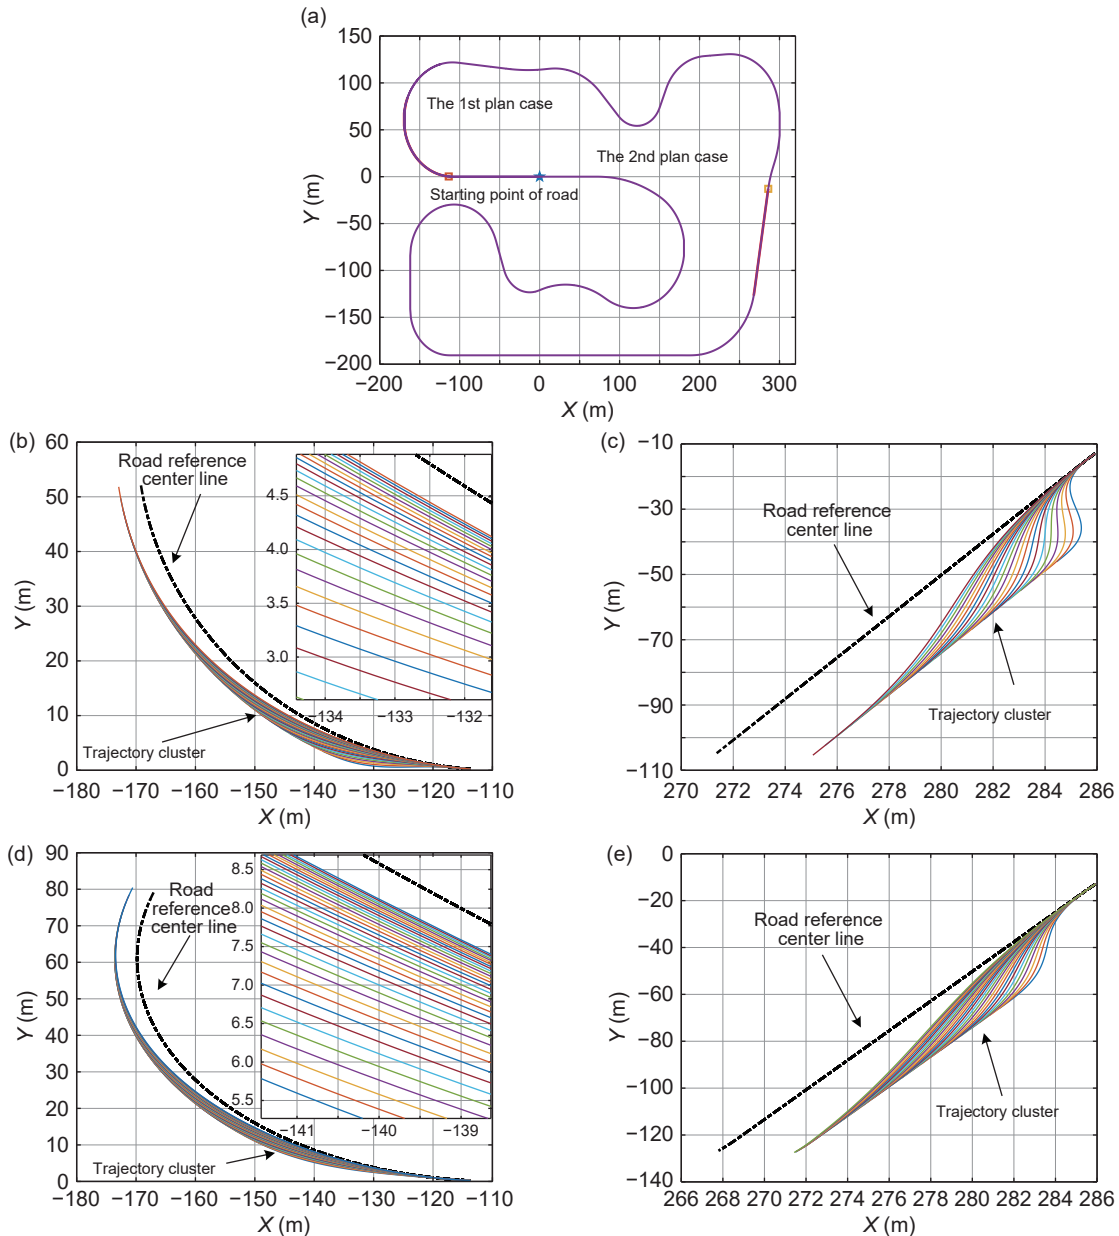 (a)
150
100
50
0
−50
−100
−150
−200
Y (m)
The 1st plan case
The 2nd plan case
Starting point of road
−200 −100 0 100 200 300
X (m)
(b)
60
50
40
30
20
10
0
Y (m)
Road reference
center line
Trajectory cluster
4.5
4.0
3.5
3.0
−134 −133 −132
−180 −170 −160 −150 −140 −130 −120 −110
X (m)
(c)
−10
−30
−50
−70
−90
−110
Y (m)
Road reference
center line
Trajectory cluster
270 272 274 276 278 280 282 284 286
X (m)
(d)
90
80
70
60
50
40
30
20
10
0
Y (m)
Road
reference
center line
Trajectory cluster
8.5
8.0
7.5
7.0
6.5
6.0
5.5
−141 −140 −139
−180 −170 −160 −150 −140 −130 −120 −110
X (m)
(e)
0
−20
−40
−60
−80
−100
−120
−140
Y (m)
Road reference
center line
Trajectory cluster
266 268 270 272 274 276 278 280 282 284 286
X (m)